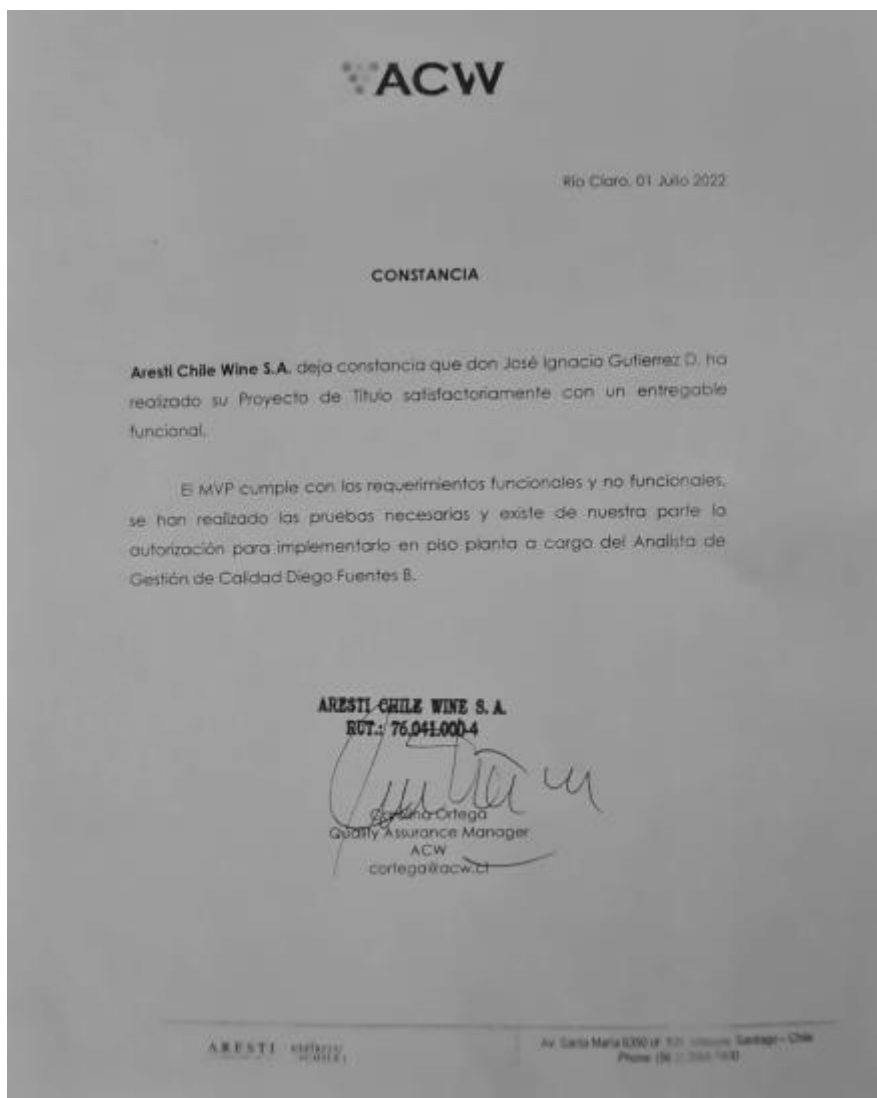 ACW
Río Claro, 01 Julio 2022
CONSTANCIA
Aresti Chile Wine S.A. deja constancia que don José Ignacio Gutierrez D. ha
realizado su Proyecto de Título satisfactoriamente con un entregable
funcional.
El MVP cumple con los requerimientos funcionales y no funcionales,
se han realizado las pruebas necesarias y existe de nuestra parte la
autorización para implementarlo en piso planta a cargo del Analista de
Gestión de Calidad Diego Fuentes B.
ARESTI CHILE WINE S. A.
RUT.: 76.041.000-4
Ortega
Quality Assurance Manager
ACW
cortega@acw.cl
ARESTI
Av. Santa María 6350 Santiago – Chile
Phone